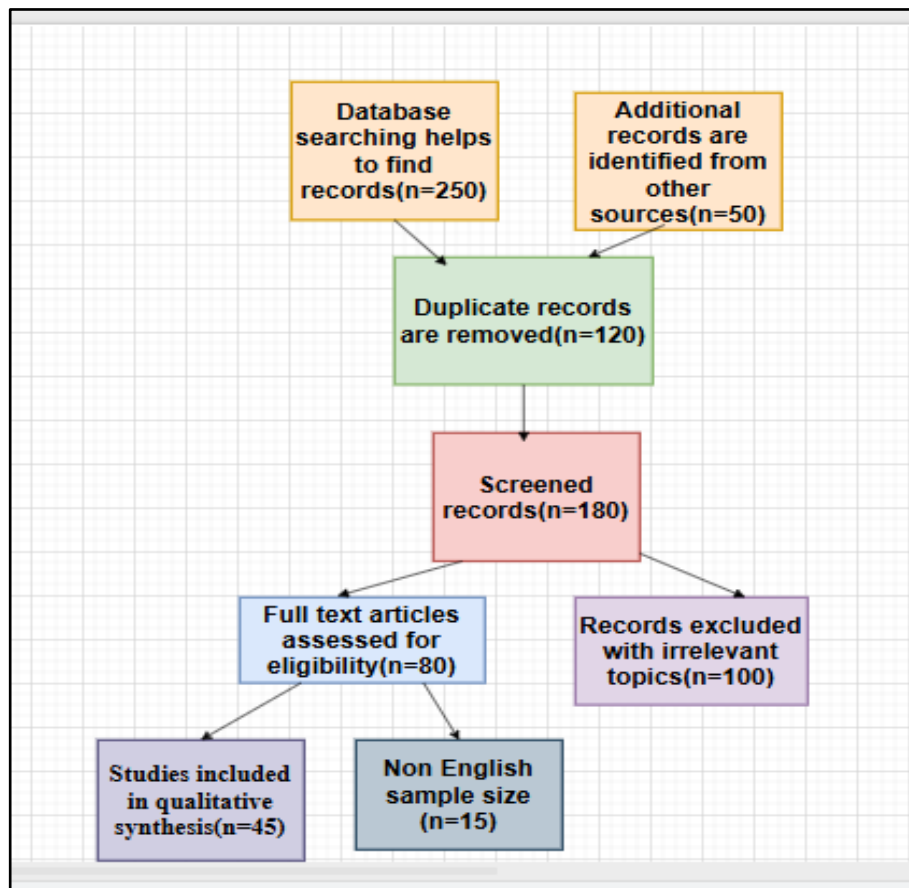 Database
searching helps
to find
records(n=250)
Additional
records are
identified from
other
sources(n=50)
Duplicate records
are removed(n=120)
Screened
records(n=180)
Full text articles
assessed for
eligibility(n=80)
Records excluded
with irrelevant
topics(n=100)
Studies included
in qualitative
synthesis(n=45)
Non English
sample size
(n=15)